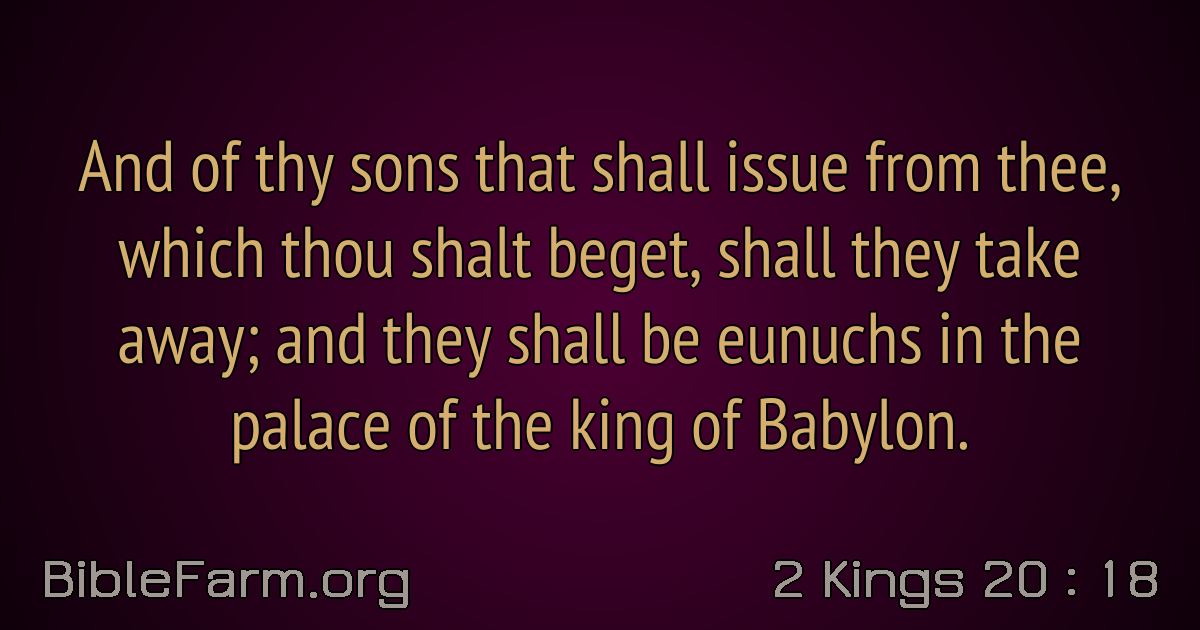 And of thy sons that shall issue from thee,
which thou shalt beget, shall they take
away; and they shall be eunuchs in the
palace of the king of Babylon.
BibleFarm.org
2 Kings 20 : 18